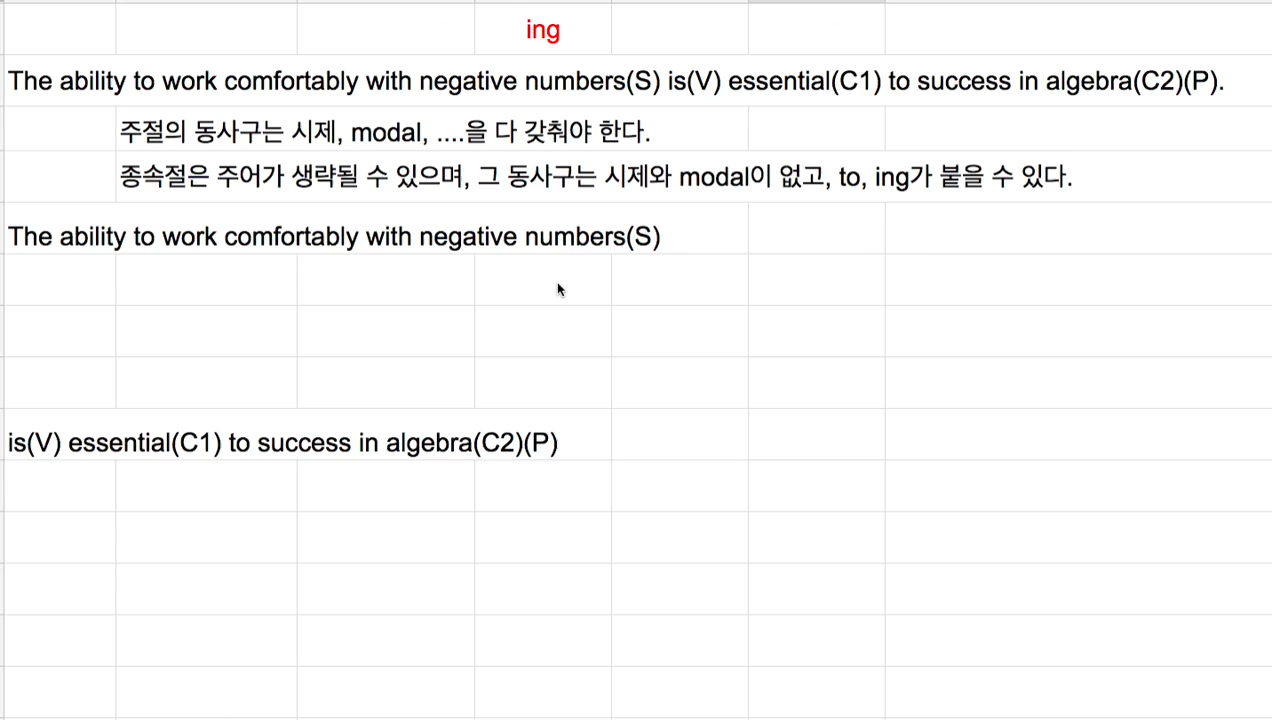 ing
The ability to work comfortably with negative numbers(S) is(V) essential(C1) to success in algebra(C2)(P).
주절의 동사구는 시제, modal, ....을 다 갖춰야 한다.
종속절은 주어가 생략될 수 있으며, 그 동사구는 시제와 modal이 없고, to, ing가 붙을 수 있다.
The ability to work comfortably with negative numbers(S)
is(V) essential(C1) to success in algebra(C2)(P)